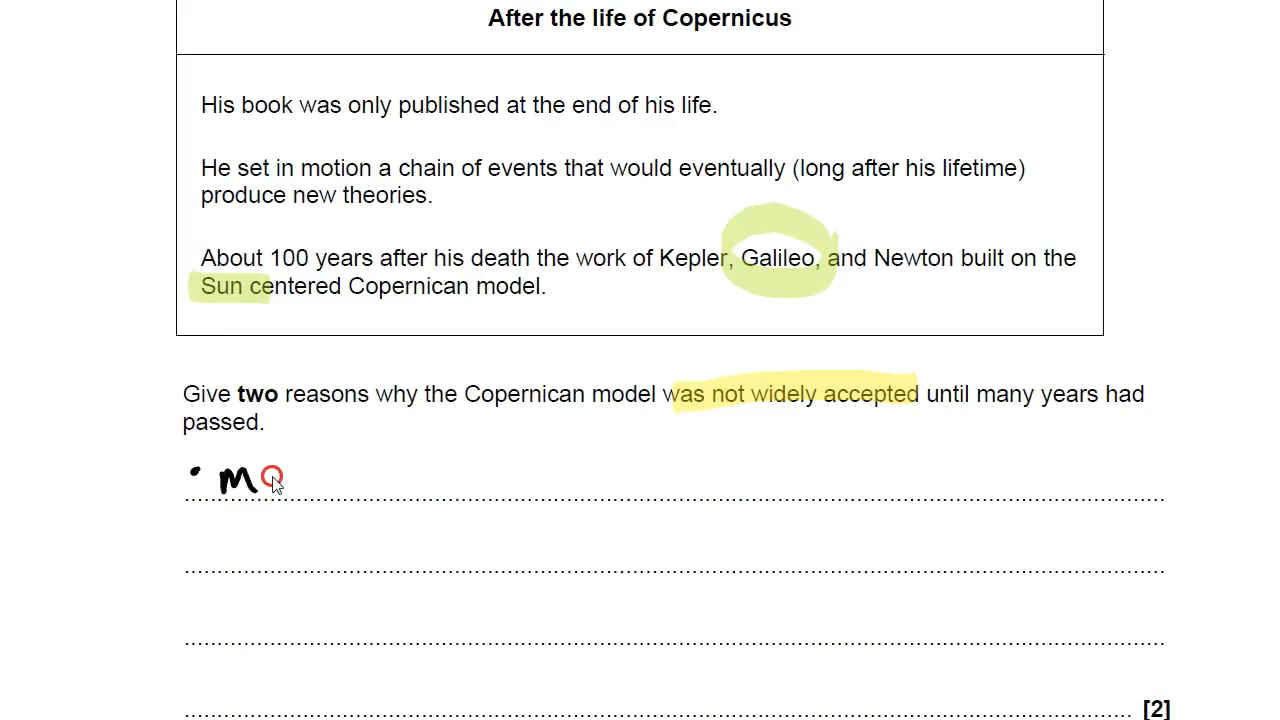 After the life of Copernicus
His book was only published at the end of his life.
He set in motion a chain of events that would eventually (long after his lifetime)
produce new theories.
About 100 years after his death the work of Kepler, Galileo, and Newton built on the
Sun centered Copernican model.
Give two reasons why the Copernican model was not widely accepted until many years had
passed.
• m
[2]